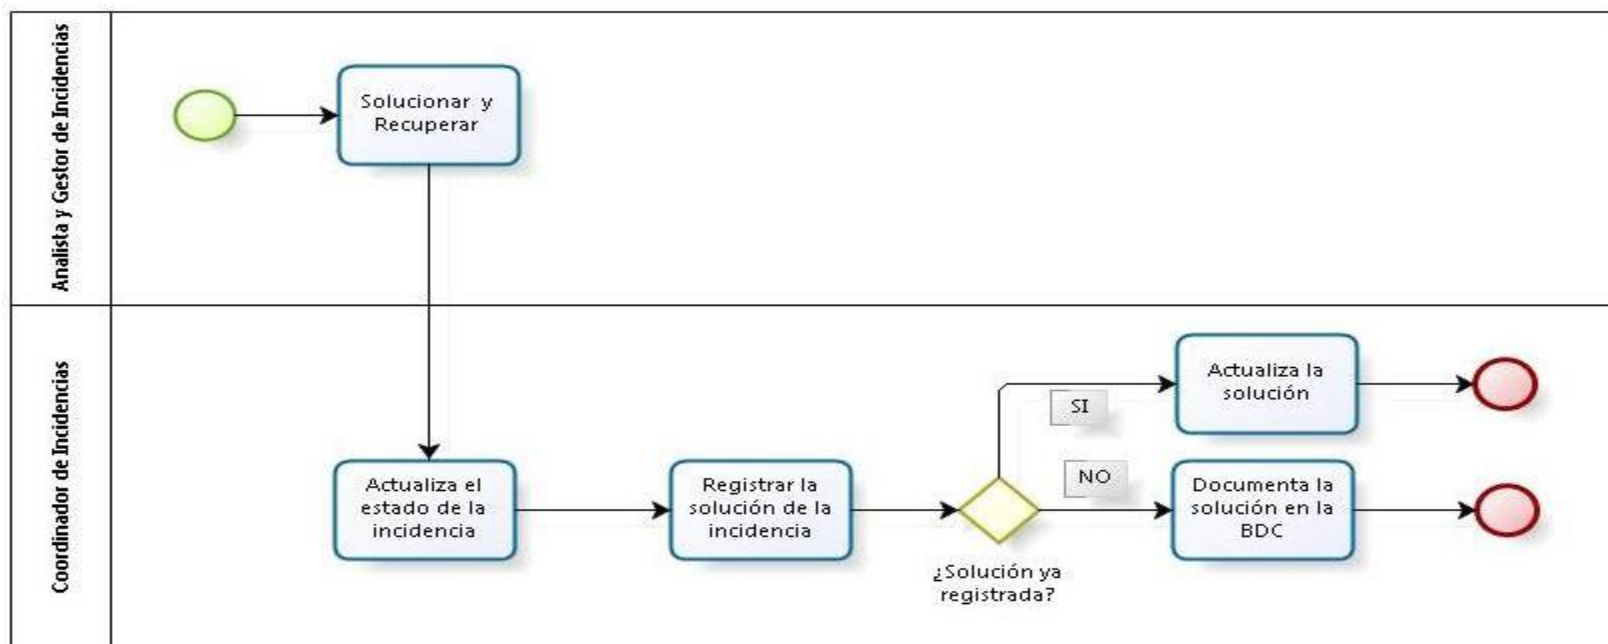 Analista y Gestor de Incidencias
Solucionar y
Recuperar
Coordinador de Incidencias
Actualiza el
estado de la
incidencia
Registrar la
solución de la
incidencia
¿Solución ya
registrada?
SI
Actualiza la
solución
NO
Documenta la
solución en la
BDC